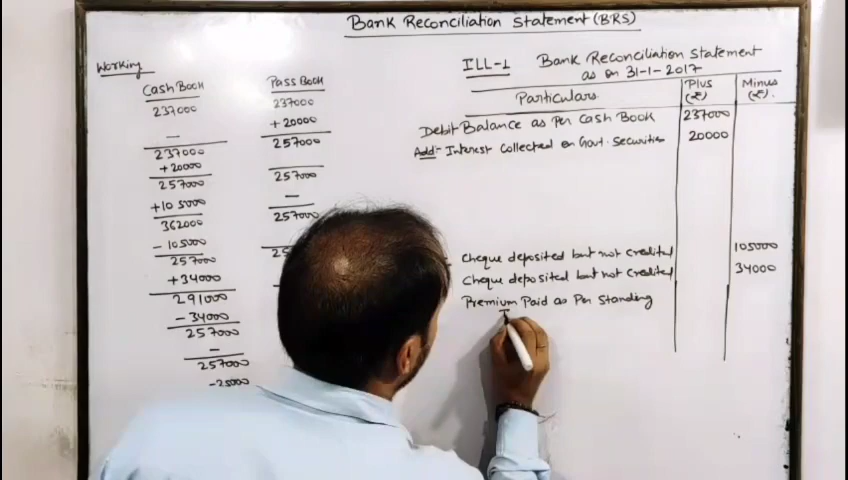 Bank Reconciliation Statement (BRS)
Working
Cash Book
237000
—
237000
+20000
257000
+105000
362000
-105000
257000
+34000
291000
-34000
257000
—
257000
-25000
Pass Book
237000
+20000
257000
257000
—
257000
25
ILL-1 Bank Reconciliation Statement
as on 31-1-2017
Particulars Plus (₹) Minus (₹).
Debit Balance as Per Cash Book 237000
Add:- Interest Collected on Govt. Securities 20000
Cheque deposited but not credited 105000
Cheque deposited but not credited 34000
Premium Paid as Per Standing
I